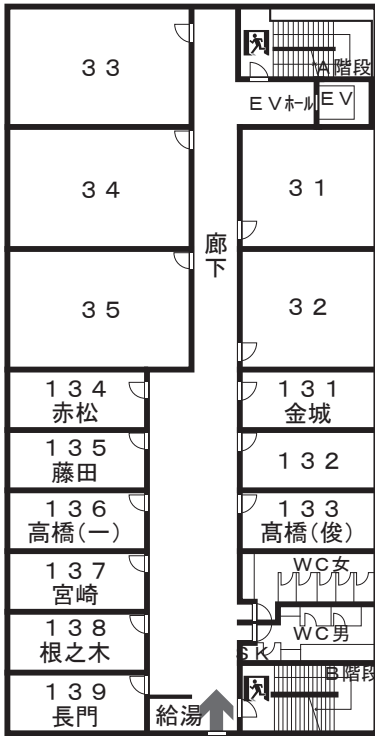 33
A階段
EVホール
EV
34
31
廊下
35
32
134
赤松
131
金城
135
藤田
132
136
高橋(一)
133
髙橋(俊)
137
宮崎
WC女
138
根之木
WC男
SK
B階段
139
長門
給湯